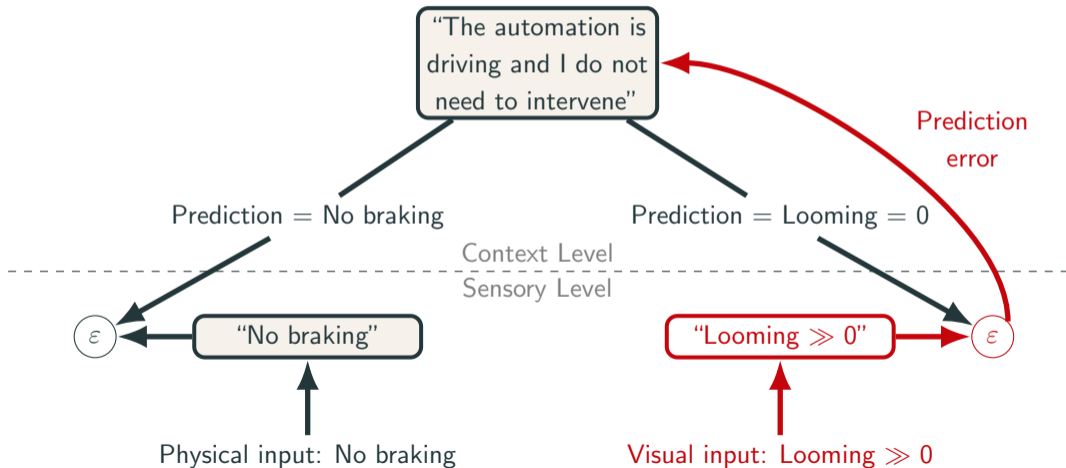 “The automation is
driving and I do not
need to intervene”
Prediction
error
Prediction = No braking
Prediction = Looming = 0
Context Level
Sensory Level
ε
“No braking”
“Looming ≫ 0”
ε
Physical input: No braking
Visual input: Looming ≫ 0